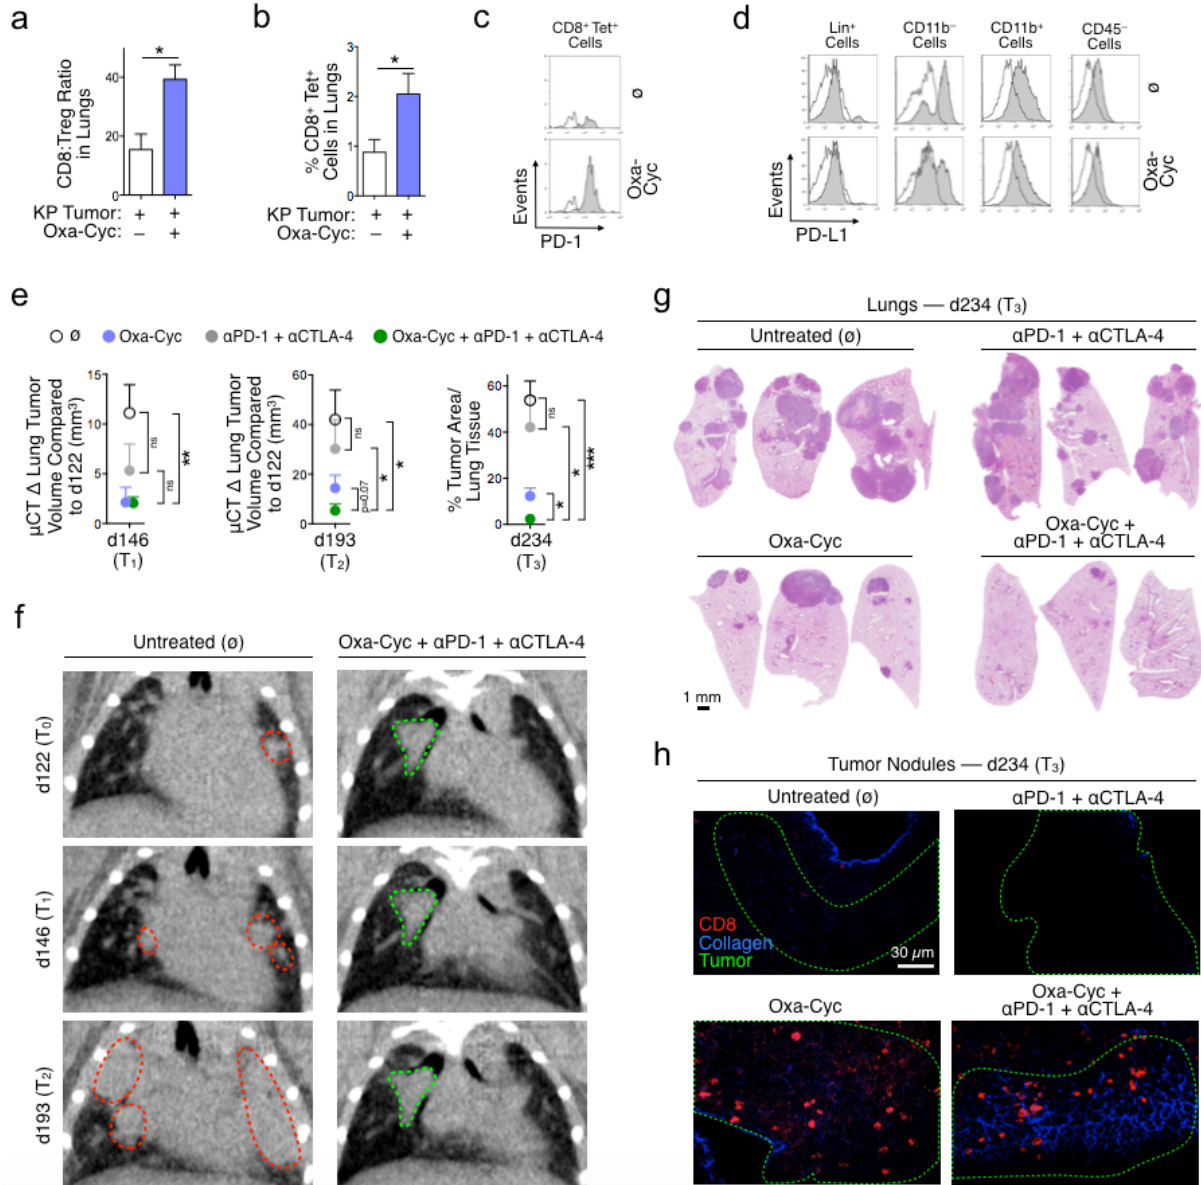 a
CD8:Treg Ratio
in Lungs
40
20
0
*
KP Tumor: + +
Oxa-Cyc: – +
b
% CD8+ Tet+
Cells in Lungs
3
2
1
0
*
KP Tumor: + +
Oxa-Cyc: – +
c
CD8+ Tet+
Cells
ø
Oxa-
Cyc
Events
PD-1
d
Lin+
Cells
CD11b–
Cells
CD11b+
Cells
CD45–
Cells
ø
Oxa-
Cyc
Events
PD-L1
e
ø
Oxa-Cyc
αPD-1 + αCTLA-4
Oxa-Cyc + αPD-1 + αCTLA-4
µCT Δ Lung Tumor
Volume Compared
to d122 (mm³)
15
10
5
0
ns
ns
**
d146
(T₁)
µCT Δ Lung Tumor
Volume Compared
to d122 (mm³)
60
40
20
0
ns
p=0.07
*
*
d193
(T₂)
% Tumor Area/
Lung Tissue
60
40
20
0
ns
*
*
***
d234
(T₃)
f
Untreated (ø)
Oxa-Cyc + αPD-1 + αCTLA-4
d122 (T₀)
d146 (T₁)
d193 (T₂)
g
Lungs — d234 (T₃)
Untreated (ø)
αPD-1 + αCTLA-4
Oxa-Cyc
Oxa-Cyc +
αPD-1 + αCTLA-4
1 mm
h
Tumor Nodules — d234 (T₃)
Untreated (ø)
αPD-1 + αCTLA-4
CD8
Collagen
Tumor
30 µm
Oxa-Cyc
Oxa-Cyc +
αPD-1 + αCTLA-4